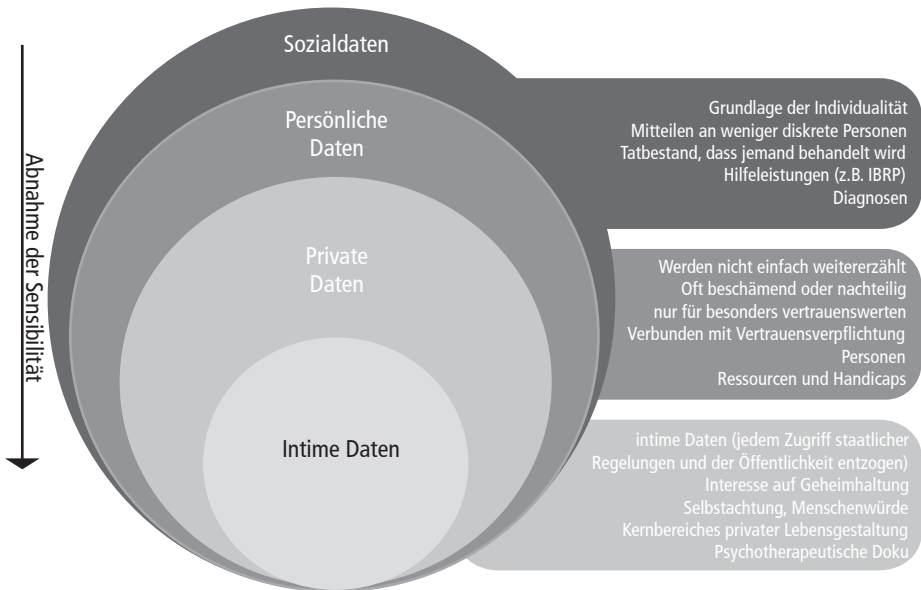 Sozialdaten
Persönliche
Daten
Private
Daten
Intime Daten
Abnahme der Sensibilität
Grundlage der Individualität
Mitteilen an weniger diskrete Personen
Tatbestand, dass jemand behandelt wird
Hilfeleistungen (z.B. IBRP)
Diagnosen
Werden nicht einfach weitererzählt
Oft beschämend oder nachteilig
nur für besonders vertrauenswerten
Verbunden mit Vertrauensverpflichtung
Personen
Ressourcen und Handicaps
intime Daten (jedem Zugriff staatlicher
Regelungen und der Öffentlichkeit entzogen)
Interesse auf Geheimhaltung
Selbstachtung, Menschenwürde
Kernbereiches privater Lebensgestaltung
Psychotherapeutische Doku